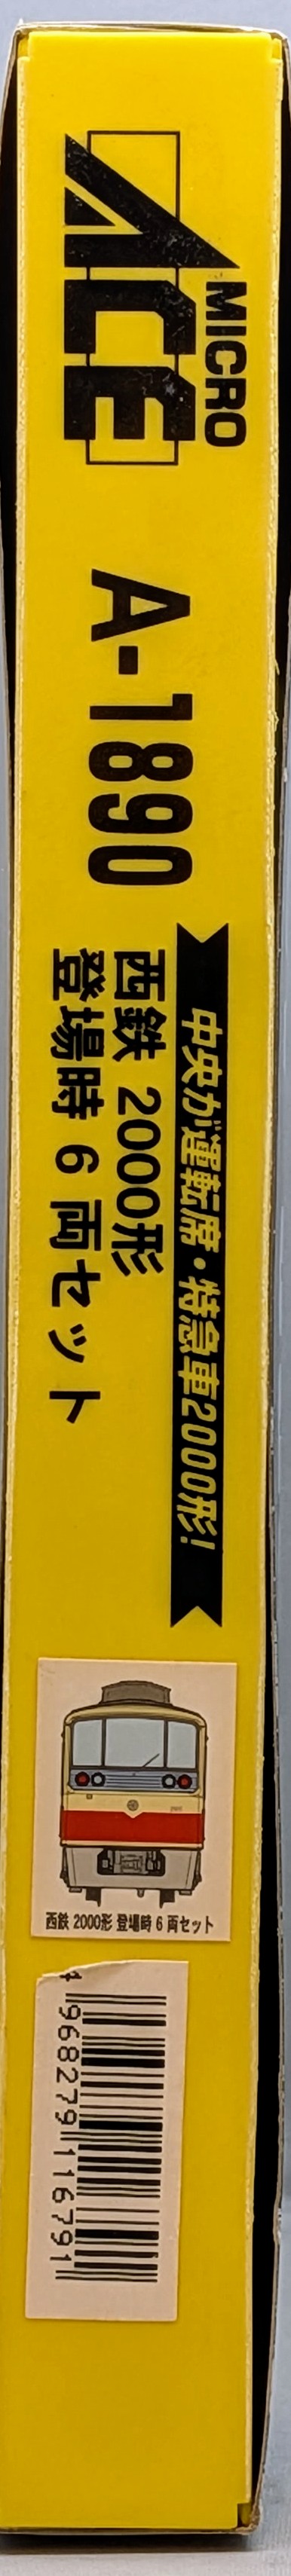 MICRO
ACE
A-1890
中央が運転席・特急車2000形!
西鉄 2000形
登場時 6 両セット
西鉄 2000形 登場時 6 両セット
4 968279 116791